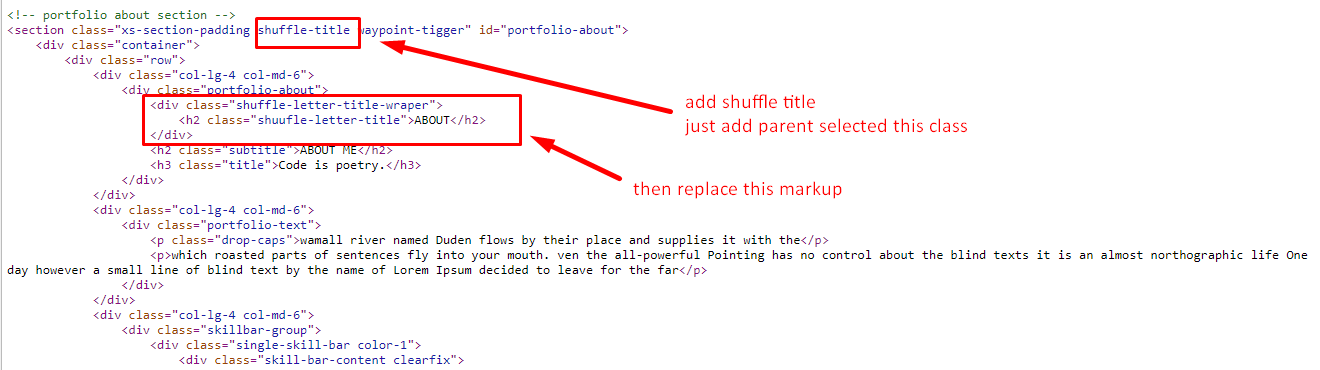 <!-- portfolio about section -->
<section class="xs-section-padding shuffle-title waypoint-tigger" id="portfolio-about">
<div class="container">
<div class="row">
<div class="col-lg-4 col-md-6">
<div class="portfolio-about">
<div class="shuffle-letter-title-wraper">
<h2 class="shuufle-letter-title">ABOUT</h2>
</div>
<h2 class="subtitle">ABOUT ME</h2>
<h3 class="title">Code is poetry.</h3>
</div>
</div>
<div class="col-lg-4 col-md-6">
<div class="portfolio-text">
<p class="drop-caps">wamall river named Duden flows by their place and supplies it with the</p>
<p>which roasted parts of sentences fly into your mouth. ven the all-powerful Pointing has no control about the blind texts it is an almost northographic life One
day however a small line of blind text by the name of Lorem Ipsum decided to leave for the far</p>
</div>
</div>
<div class="col-lg-4 col-md-6">
<div class="skillbar-group">
<div class="single-skill-bar color-1">
<div class="skill-bar-content clearfix">
add shuffle title
just add parent selected this class
then replace this markup